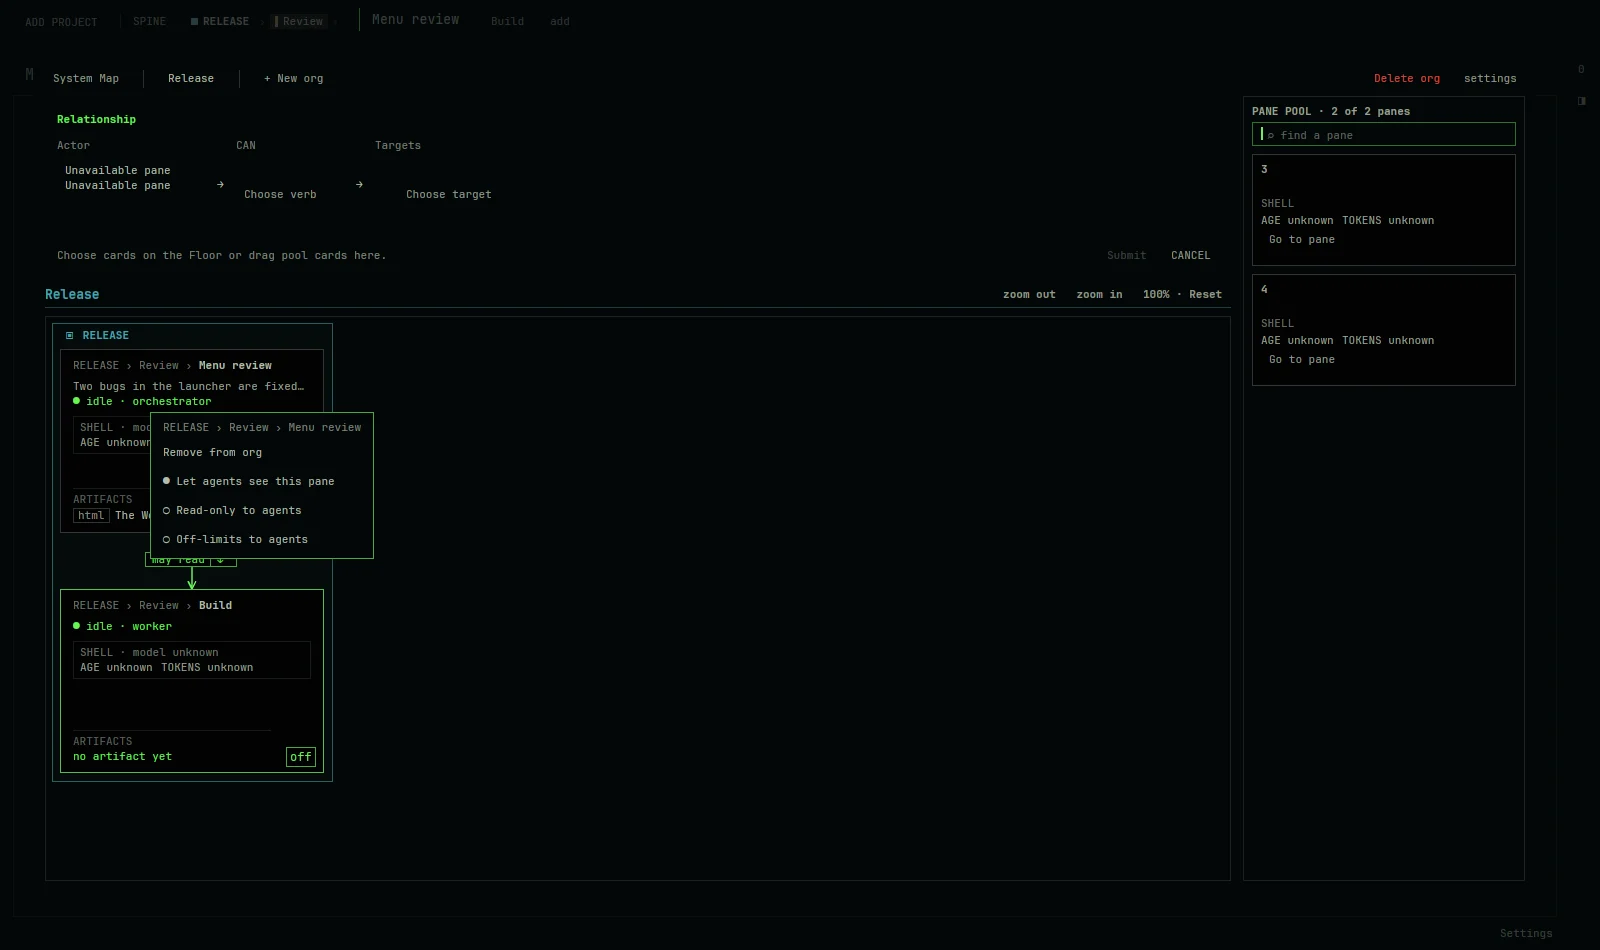 ADD PROJECT SPINE RELEASE › Review Menu review Build add
M System Map Release + New org Delete org settings 0
Relationship
Actor CAN Targets
Unavailable pane
Unavailable pane → Choose verb → Choose target
Choose cards on the Floor or drag pool cards here. Submit CANCEL
Release zoom out zoom in 100% · Reset
RELEASE
RELEASE › Review › Menu review
Two bugs in the launcher are fixed…
idle · orchestrator
SHELL · mod
AGE unknown
ARTIFACTS
html The We
RELEASE › Review › Menu review
Remove from org
Let agents see this pane
Read-only to agents
Off-limits to agents
may read ↓
RELEASE › Review › Build
idle · worker
SHELL · model unknown
AGE unknown TOKENS unknown
ARTIFACTS
no artifact yet off
PANE POOL · 2 of 2 panes
find a pane
3
SHELL
AGE unknown TOKENS unknown
Go to pane
4
SHELL
AGE unknown TOKENS unknown
Go to pane
Settings